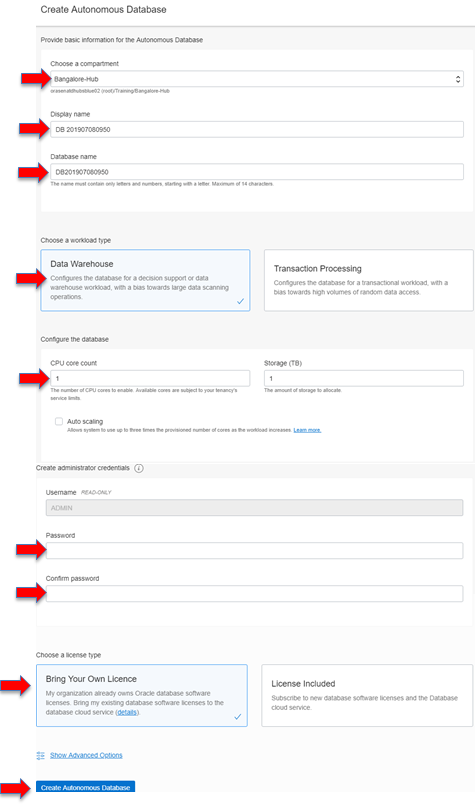 Create Autonomous Database
Provide basic information for the Autonomous Database
Choose a compartment
Bangalore-Hub
(root)/Training/Bangalore-Hub
Display name
DB 201907080950
Database name
DB201907080950
The name must contain only letters and numbers, starting with a letter. Maximum of 14 characters.
Choose a workload type
Data Warehouse
Configures the database for a decision support or data
warehouse workload, with a bias towards large data scanning
operations.
Transaction Processing
Configures the database for a transactional workload, with a
bias towards high volumes of random data access.
Configure the database
CPU core count
Storage (TB)
1
1
The number of CPU cores to enable. Available cores are subject to your tenancy's
service limits.
The amount of storage to allocate.
Auto scaling
Allows system to use up to three times the provisioned number of cores as the workload increases. Learn more.
Create administrator credentials i
Username READ-ONLY
ADMIN
Password
Confirm password
Choose a license type
Bring Your Own Licence
My organization already owns Oracle database software
licenses. Bring my existing database software licenses to the
database cloud service (details).
License Included
Subscribe to new database software licenses and the Database
cloud service.
Show Advanced Options
Create Autonomous Database